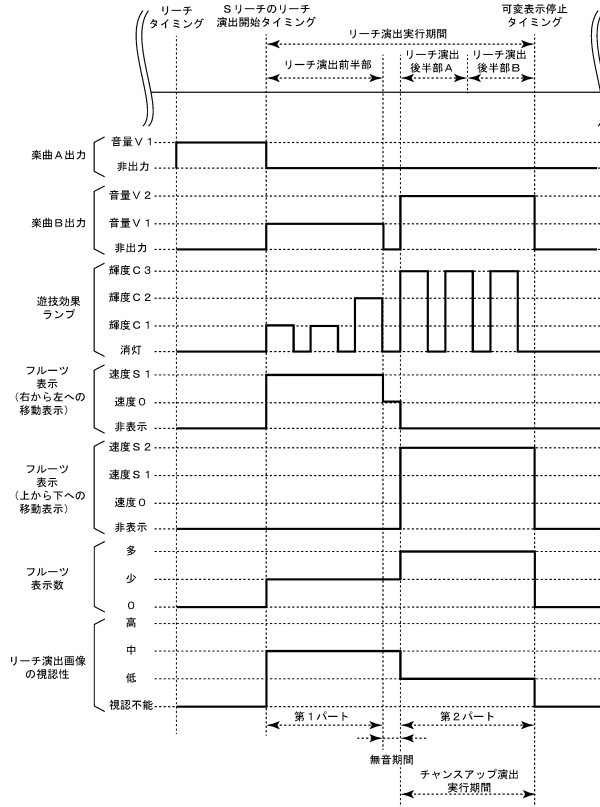 リーチ
タイミング
Ｓリーチのリーチ
演出開始タイミング
可変表示停止
タイミング
リーチ演出実行期間
リーチ演出前半部
リーチ演出
後半部Ａ
リーチ演出
後半部Ｂ
楽曲Ａ出力
音量Ｖ１
非出力
楽曲Ｂ出力
音量Ｖ２
音量Ｖ１
非出力
遊技効果
ランプ
輝度Ｃ３
輝度Ｃ２
輝度Ｃ１
消灯
フルーツ
表示
（右から左への
移動表示）
速度Ｓ１
速度０
非表示
フルーツ
表示
（上から下への
移動表示）
速度Ｓ２
速度Ｓ１
速度０
非表示
フルーツ
表示数
多
少
０
リーチ演出画像
の視認性
高
中
低
視認不能
第１パート
第２パート
無音期間
チャンスアップ演出
実行期間